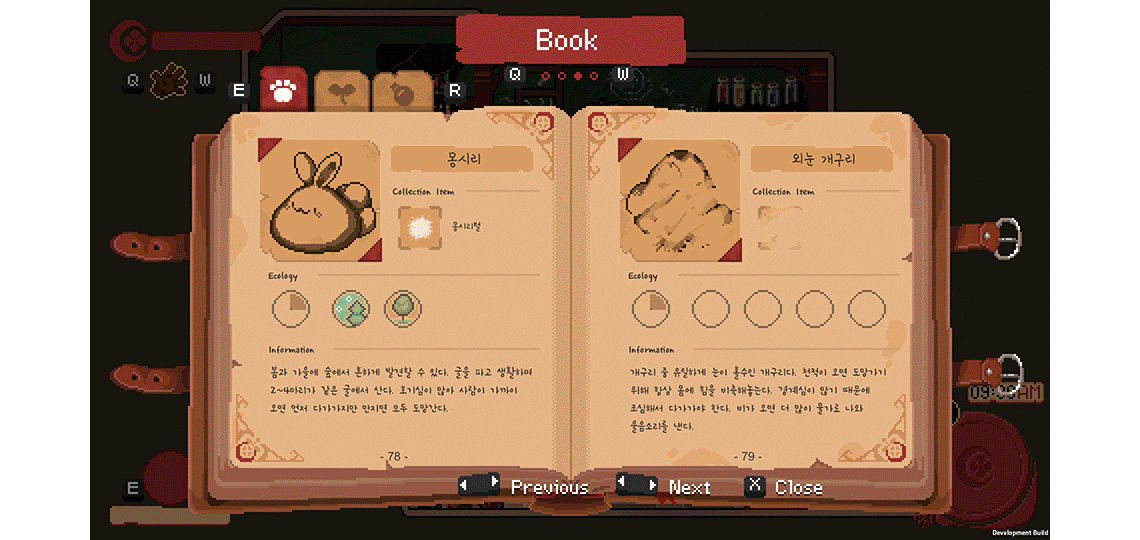 Book
Q W
Q W
E R
몽시리
Collection Item
몽시리털
Ecology
Information
봄과 가을에 숲에서 흔하게 발견할 수 있다. 굴을 파고 생활하며
2~4마리가 같은 굴에서 산다. 호기심이 많아 사람이 가까이
오면 먼저 다가가지만 만지면 모두 도망간다.
- 78 -
외눈 개구리
Collection Item
Ecology
Information
개구리 중 유일하게 눈이 홀수인 개구리다. 천적이 오면 도망가기
위해 항상 몸에 힘을 비축해놓는다. 경계심이 많기 때문에
조심해서 다가가야 한다. 비가 오면 더 많이 물가로 나와
울음소리를 낸다.
- 79 -
E
Previous Next X Close
Development Build